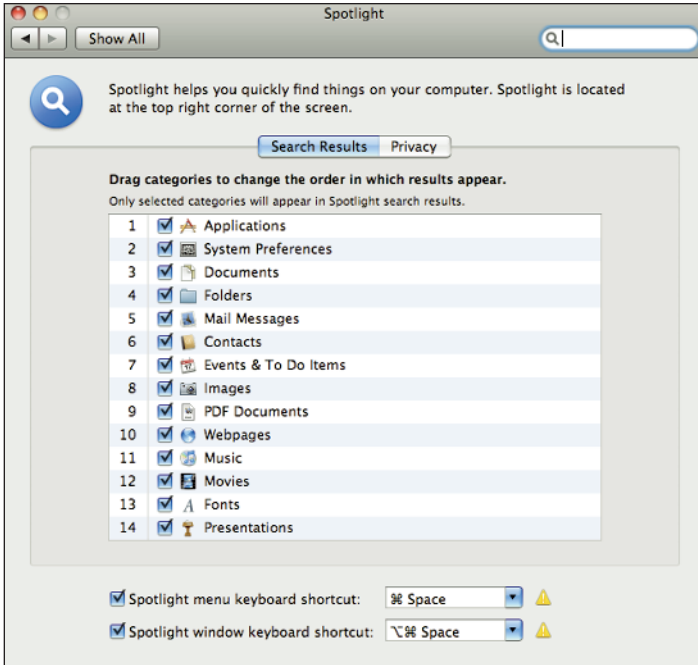 Spotlight
Show All
Spotlight helps you quickly find things on your computer. Spotlight is located
at the top right corner of the screen.
Search Results Privacy
Drag categories to change the order in which results appear.
Only selected categories will appear in Spotlight search results.
1 Applications
2 System Preferences
3 Documents
4 Folders
5 Mail Messages
6 Contacts
7 Events & To Do Items
8 Images
9 PDF Documents
10 Webpages
11 Music
12 Movies
13 Fonts
14 Presentations
Spotlight menu keyboard shortcut: ⌘ Space
Spotlight window keyboard shortcut: ⌥⌘ Space